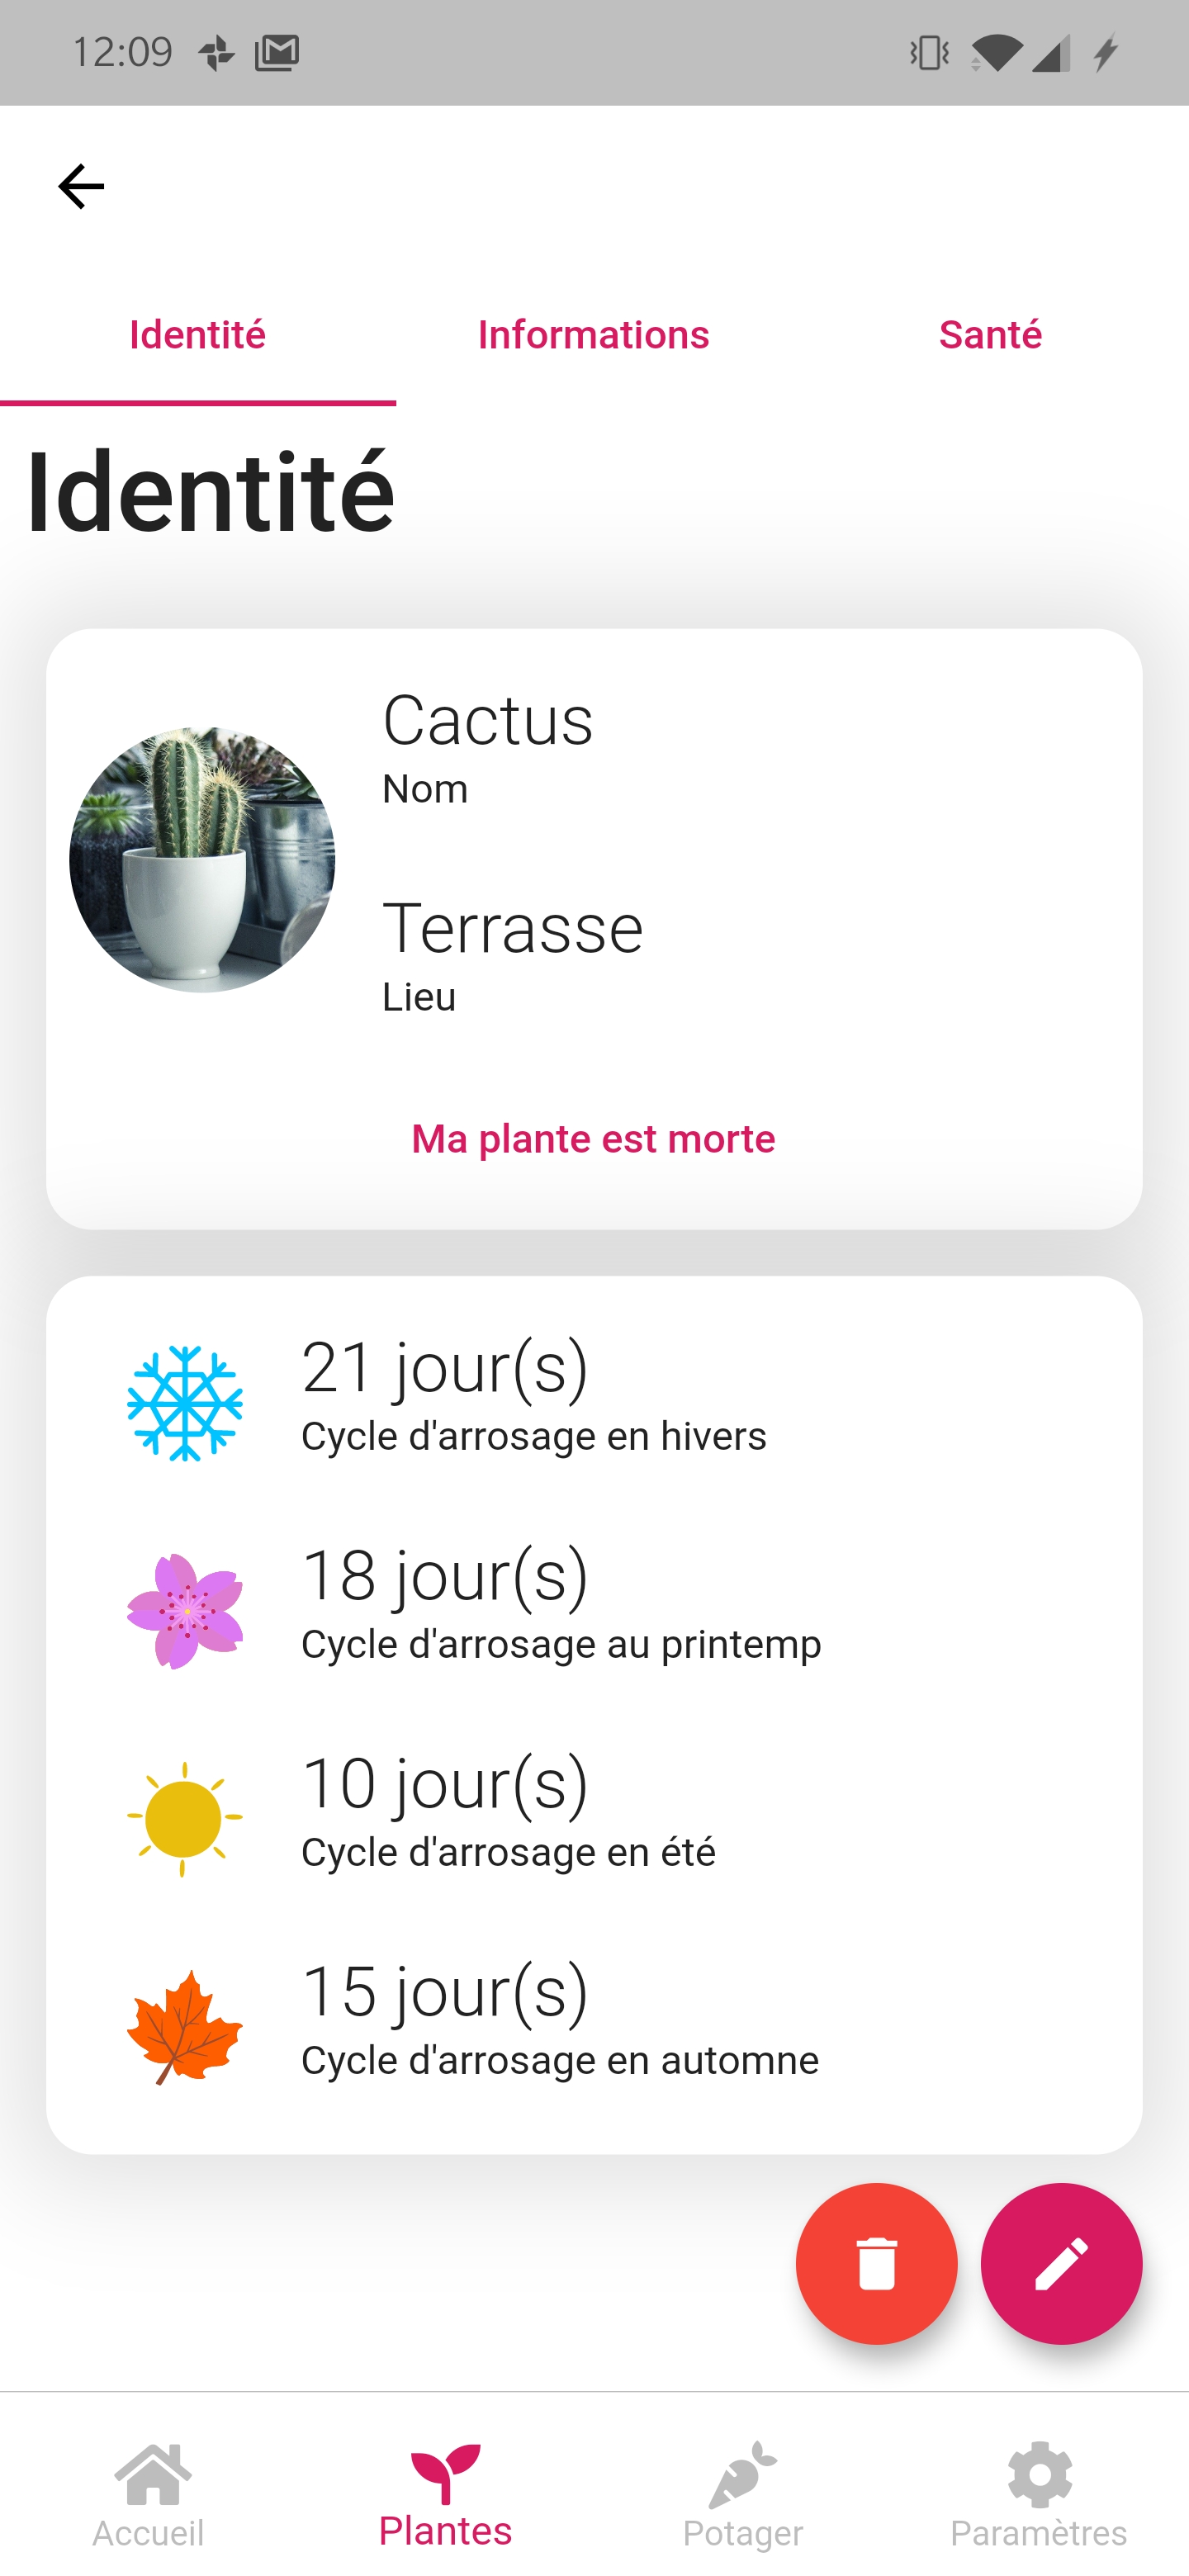 12:09
Identité
Informations
Santé
Identité
Cactus
Nom
Terrasse
Lieu
Ma plante est morte
21 jour(s)
Cycle d'arrosage en hivers
18 jour(s)
Cycle d'arrosage au printemp
10 jour(s)
Cycle d'arrosage en été
15 jour(s)
Cycle d'arrosage en automne
Accueil
Plantes
Potager
Paramètres